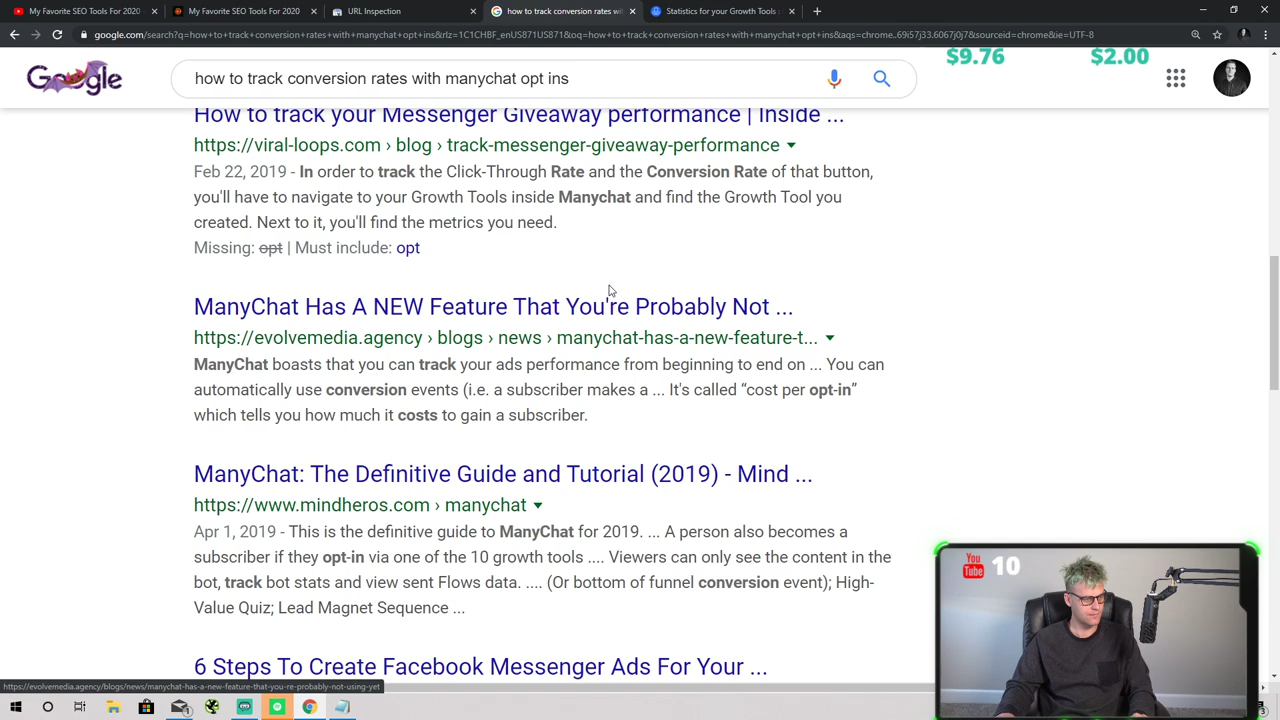 My Favorite SEO Tools For 2020
My Favorite SEO Tools For 2020
URL Inspection
how to track conversion rates wit
Statistics for your Growth Tools
google.com/search?q=how+to+track+conversion+rates+with+manychat+opt+ins&rlz=1C1CHBF_enUS871US871&oq=how+to+track+conversion+rates+with+manychat+opt+ins&aqs=chrome..69i57j33.6067j0j7&sourceid=chrome&ie=UTF-8
$9.76
$2.00
Google
how to track conversion rates with manychat opt ins
How to track your Messenger Giveaway performance | Inside ...
https://viral-loops.com › blog › track-messenger-giveaway-performance
Feb 22, 2019 - In order to track the Click-Through Rate and the Conversion Rate of that button,
you'll have to navigate to your Growth Tools inside Manychat and find the Growth Tool you
created. Next to it, you'll find the metrics you need.
Missing: opt | Must include: opt
ManyChat Has A NEW Feature That You're Probably Not ...
https://evolvemedia.agency › blogs › news › manychat-has-a-new-feature-t...
ManyChat boasts that you can track your ads performance from beginning to end on ... You can
automatically use conversion events (i.e. a subscriber makes a ... It's called “cost per opt-in”
which tells you how much it costs to gain a subscriber.
ManyChat: The Definitive Guide and Tutorial (2019) - Mind ...
https://www.mindheros.com › manychat
Apr 1, 2019 - This is the definitive guide to ManyChat for 2019. ... A person also becomes a
subscriber if they opt-in via one of the 10 growth tools .... Viewers can only see the content in the
bot, track bot stats and view sent Flows data. .... (Or bottom of funnel conversion event); High-
Value Quiz; Lead Magnet Sequence ...
6 Steps To Create Facebook Messenger Ads For Your ...
https://evolvemedia.agency/blogs/news/manychat-has-a-new-feature-that-you-re-probably-not-using-yet
You
Tube
10